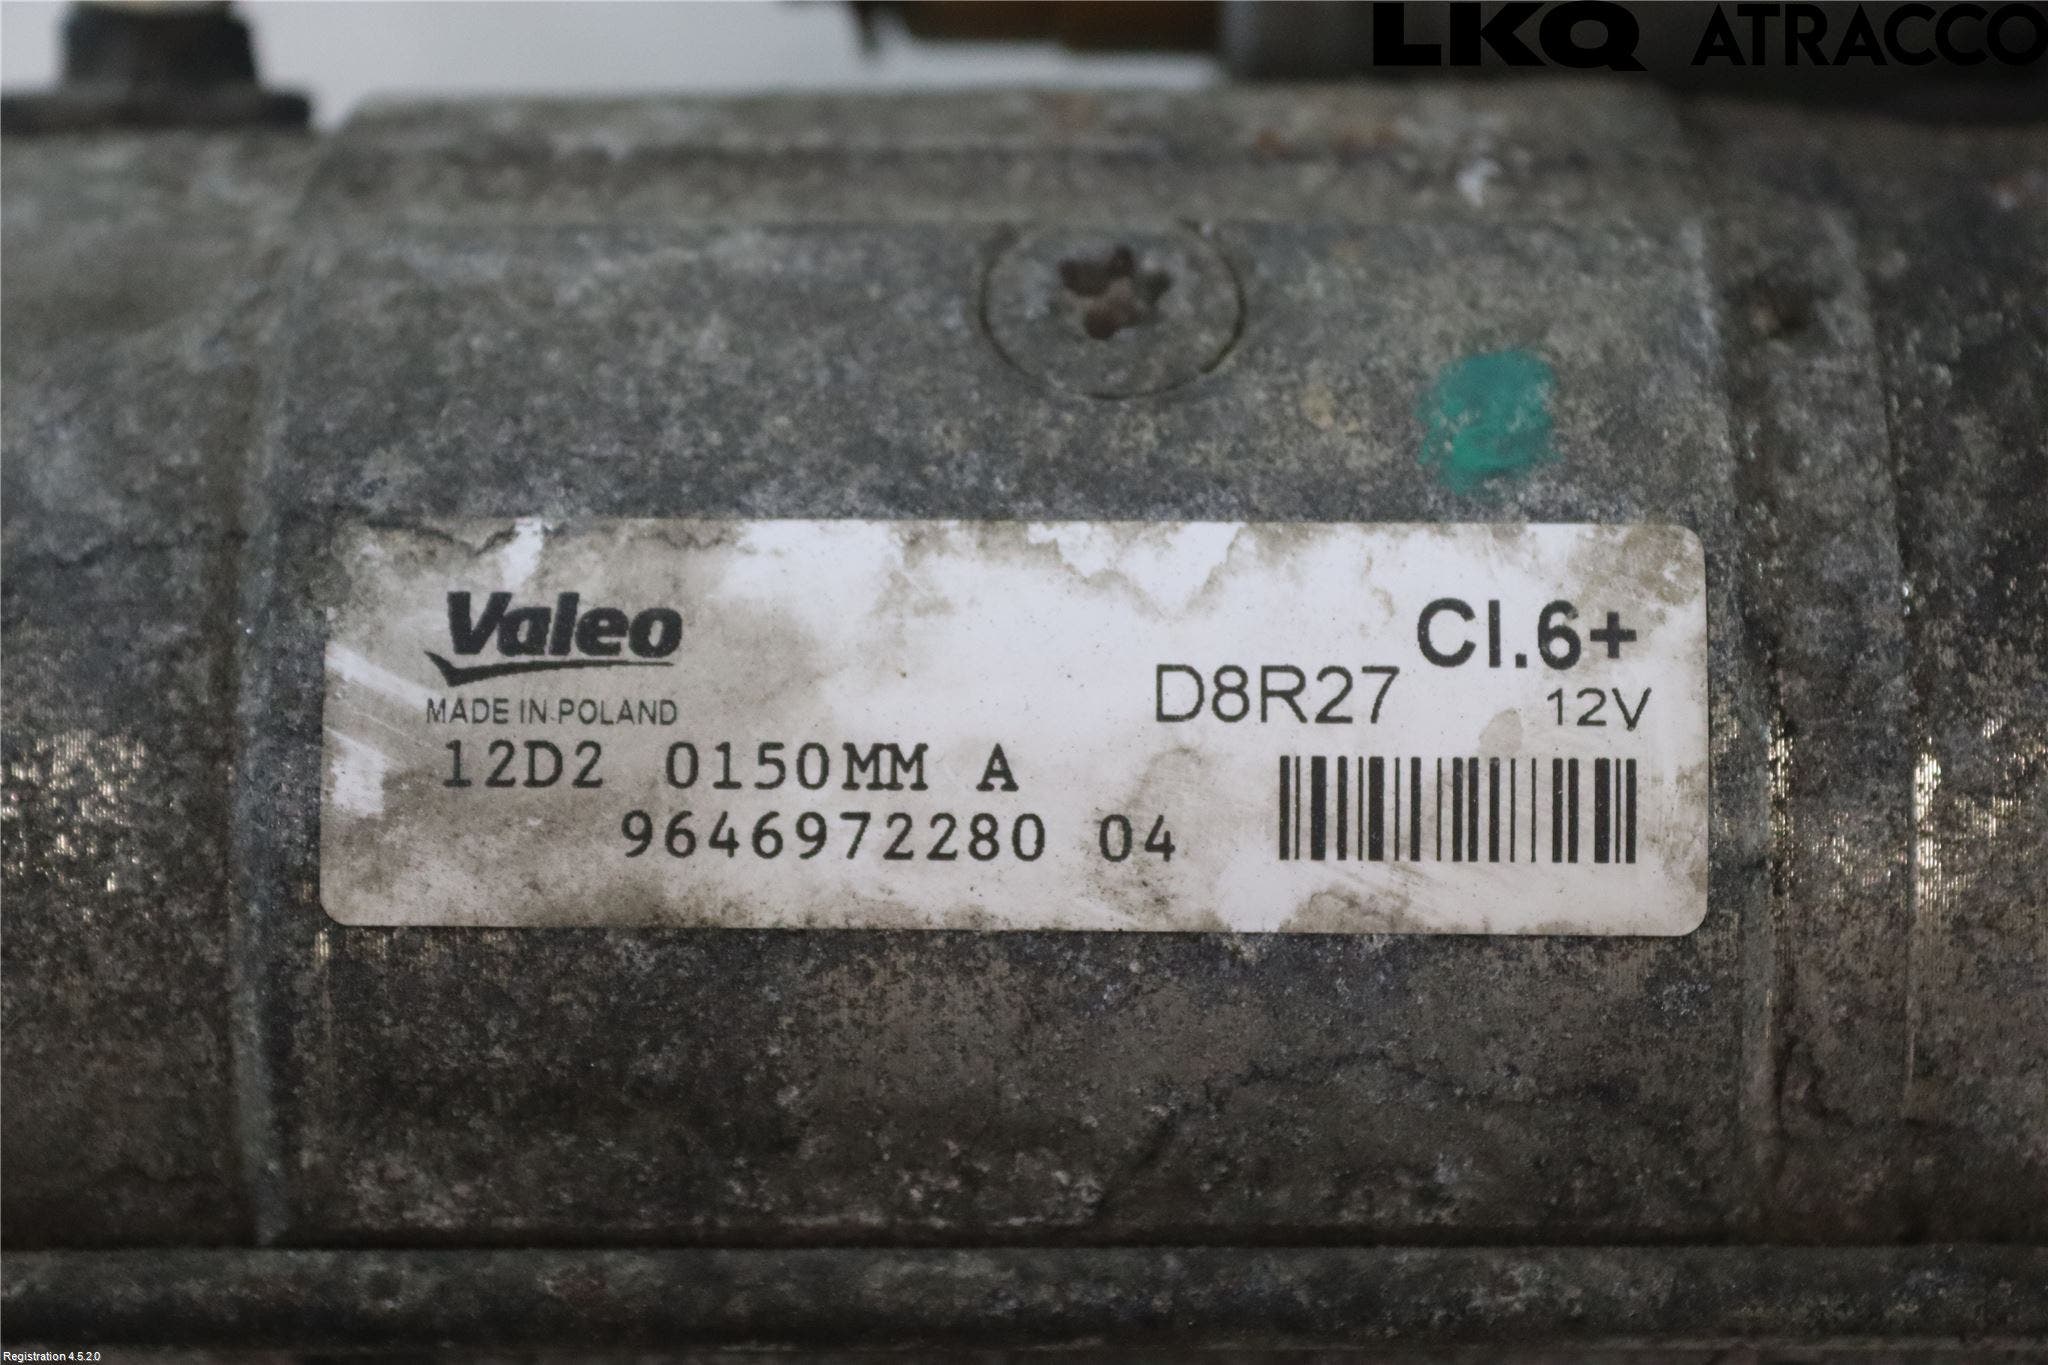 LKQ ATRACCO
Valeo
MADE IN POLAND
D8R27
Cl.6+
12V
12D2 0150MM A
9646972280 04
Registration 4.5.2.0